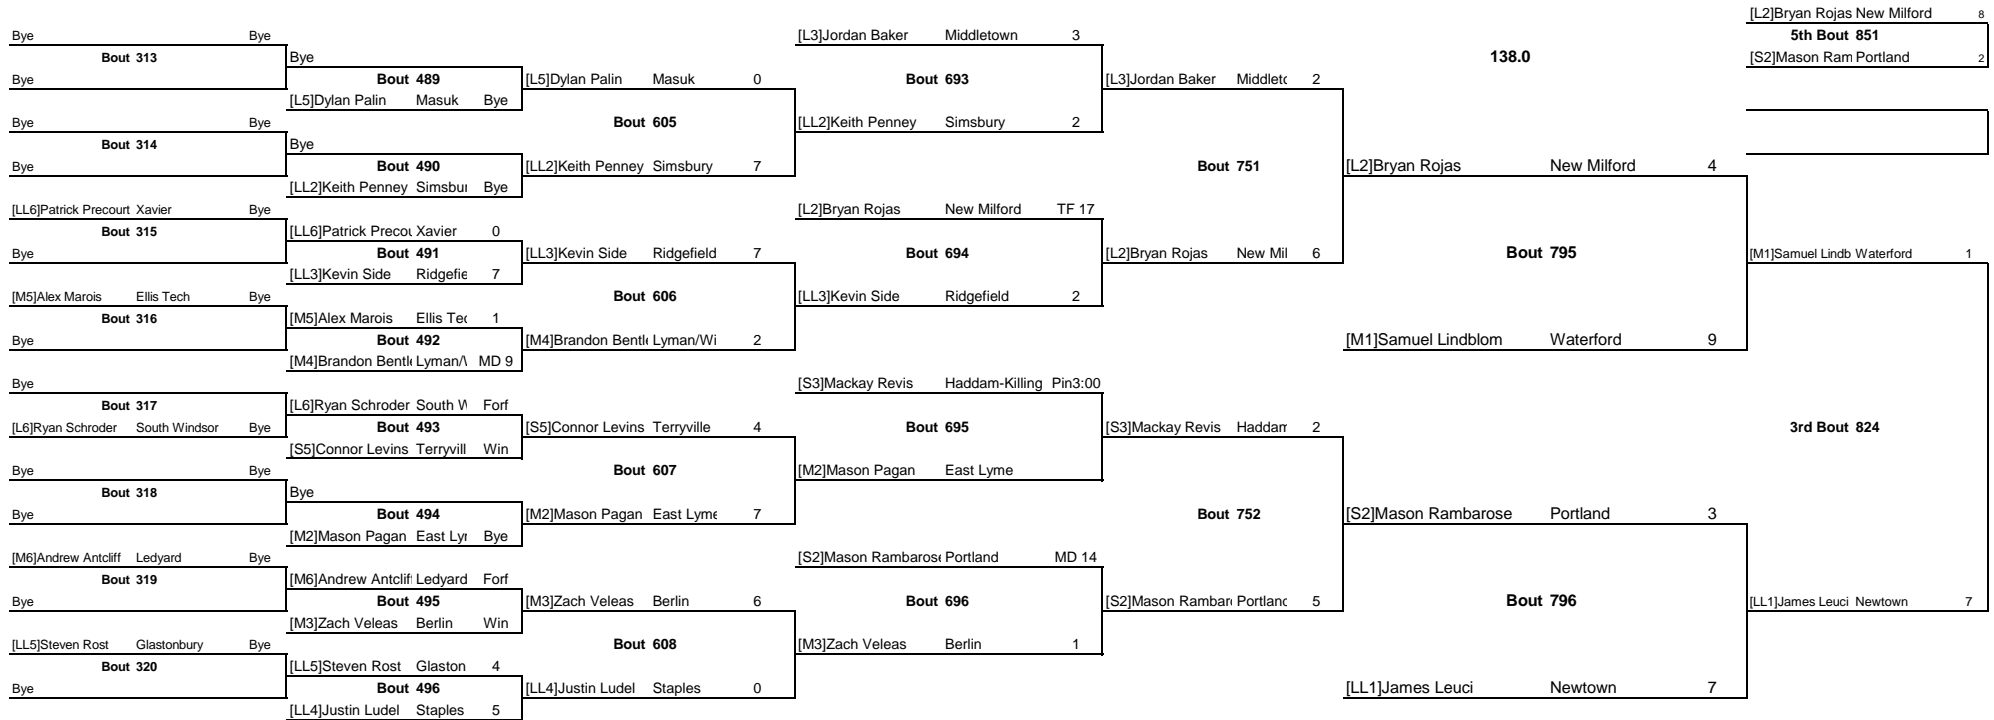 [L2]Bryan Rojas New Milford 8
Bye Bye [L3]Jordan Baker Middletown 3 5th Bout 851
Bout 313 Bye 138.0 [S2]Mason Ram Portland 2
Bye Bout 489 [L5]Dylan Palin Masuk 0 Bout 693 [L3]Jordan Baker Middletc 2
[L5]Dylan Palin Masuk Bye
Bye Bye Bout 605 [LL2]Keith Penney Simsbury 2
Bout 314 Bye
Bye Bout 490 [LL2]Keith Penney Simsbury 7 Bout 751 [L2]Bryan Rojas New Milford 4
[LL2]Keith Penney Simsbui Bye
[LL6]Patrick Precourt Xavier Bye [L2]Bryan Rojas New Milford TF 17
Bout 315 [LL6]Patrick Precou Xavier 0
Bye Bout 491 [LL3]Kevin Side Ridgefield 7 Bout 694 [L2]Bryan Rojas New Mil 6 Bout 795 [M1]Samuel Lindb Waterford 1
[LL3]Kevin Side Ridgefie 7
[M5]Alex Marois Ellis Tech Bye Bout 606 [LL3]Kevin Side Ridgefield 2
Bout 316 [M5]Alex Marois Ellis Tec 1
Bye Bout 492 [M4]Brandon Bentle Lyman/Wi 2 [M1]Samuel Lindblom Waterford 9
[M4]Brandon Bentle Lyman/\ MD 9
Bye [S3]Mackay Revis Haddam-Killing Pin3:00
Bout 317 [L6]Ryan Schroder South W Forf
[L6]Ryan Schroder South Windsor Bye Bout 493 [S5]Connor Levins Terryville 4 Bout 695 [S3]Mackay Revis Haddam 2 3rd Bout 824
[S5]Connor Levins Terryvill Win
Bye Bye Bout 607 [M2]Mason Pagan East Lyme
Bout 318 Bye
Bye Bout 494 [M2]Mason Pagan East Lyme 7 Bout 752 [S2]Mason Rambarose Portland 3
[M2]Mason Pagan East Lyr Bye
[M6]Andrew Antcliff Ledyard Bye [S2]Mason Rambarose Portland MD 14
Bout 319 [M6]Andrew Antclif Ledyard Forf
Bye Bout 495 [M3]Zach Veleas Berlin 6 Bout 696 [S2]Mason Rambar Portland 5 Bout 796 [LL1]James Leuci Newtown 7
[M3]Zach Veleas Berlin Win
[LL5]Steven Rost Glastonbury Bye Bout 608 [M3]Zach Veleas Berlin 1
Bout 320 [LL5]Steven Rost Glaston 4
Bye Bout 496 [LL4]Justin Ludel Staples 0 [LL1]James Leuci Newtown 7
[LL4]Justin Ludel Staples 5